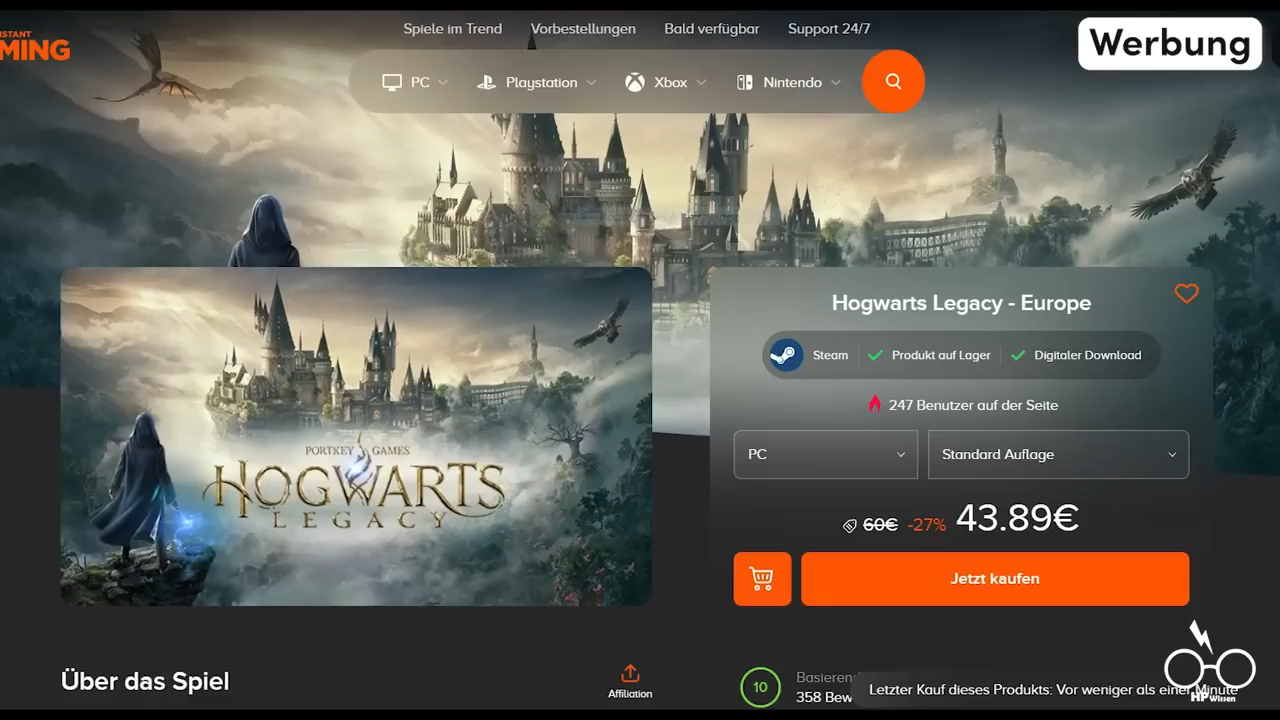 Spiele im Trend
Vorbestellungen
Bald verfügbar
Support 24/7
Werbung
STANT
MING
PC
Playstation
Xbox
Nintendo
Hogwarts Legacy - Europe
Steam
Produkt auf Lager
Digitaler Download
247 Benutzer auf der Seite
PC
Standard Auflage
PORTKEY GAMES
HOGWARTS
LEGACY
60€ -27% 43.89€
Jetzt kaufen
Über das Spiel
Affiliation
10
Basieren
358 Bew
Letzter Kauf dieses Produkts: Vor weniger als einer Minute
HP Wissen